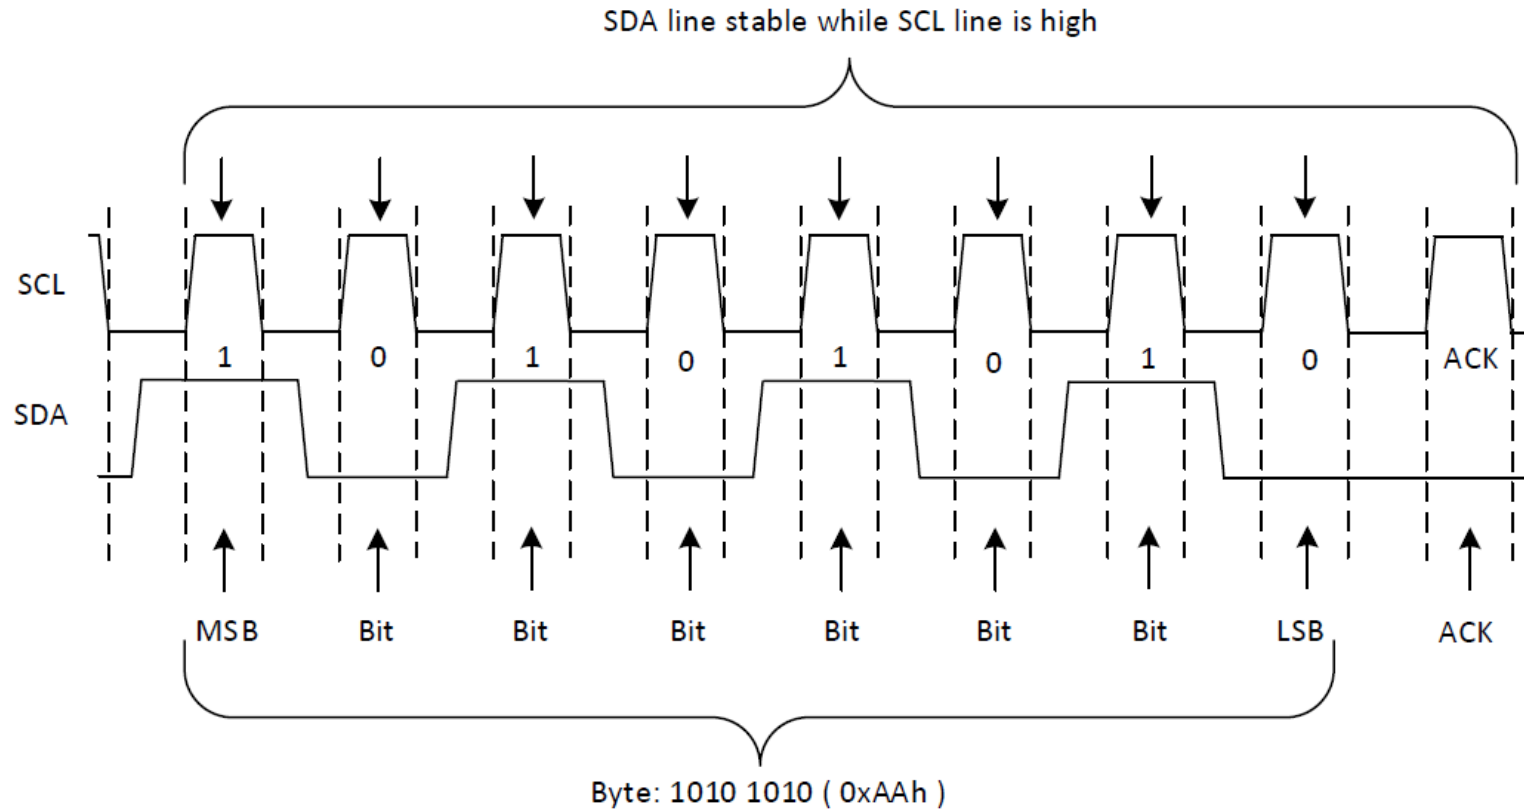 SDA line stable while SCL line is high
SCL
1 0 1 0 1 0 1 0 ACK
SDA
MSB Bit Bit Bit Bit Bit Bit LSB ACK
Byte: 1010 1010 ( 0xAAh )